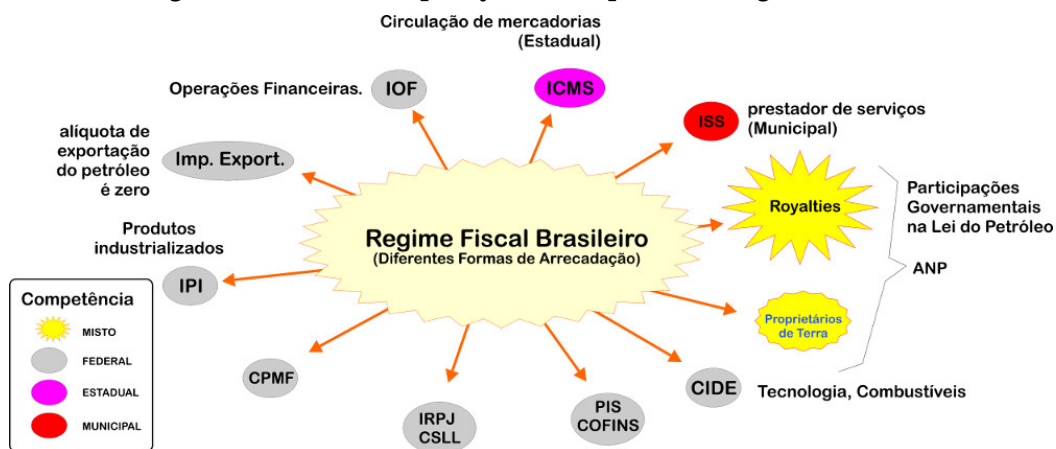 Circulação de mercadorias
(Estadual)
Operações Financeiras.
IOF
ICMS
ISS
prestador de serviços
(Municipal)
alíquota de
exportação
do petróleo
é zero
Imp. Export.
Royalties
Participações
Governamentais
na Lei do Petróleo
ANP
Regime Fiscal Brasileiro
(Diferentes Formas de Arrecadação)
Produtos
industrializados
IPI
Proprietários
de Terra
CIDE
Tecnologia, Combustíveis
CPMF
IRPJ
CSLL
PIS
COFINS
Competência
MISTO
FEDERAL
ESTADUAL
MUNICIPAL